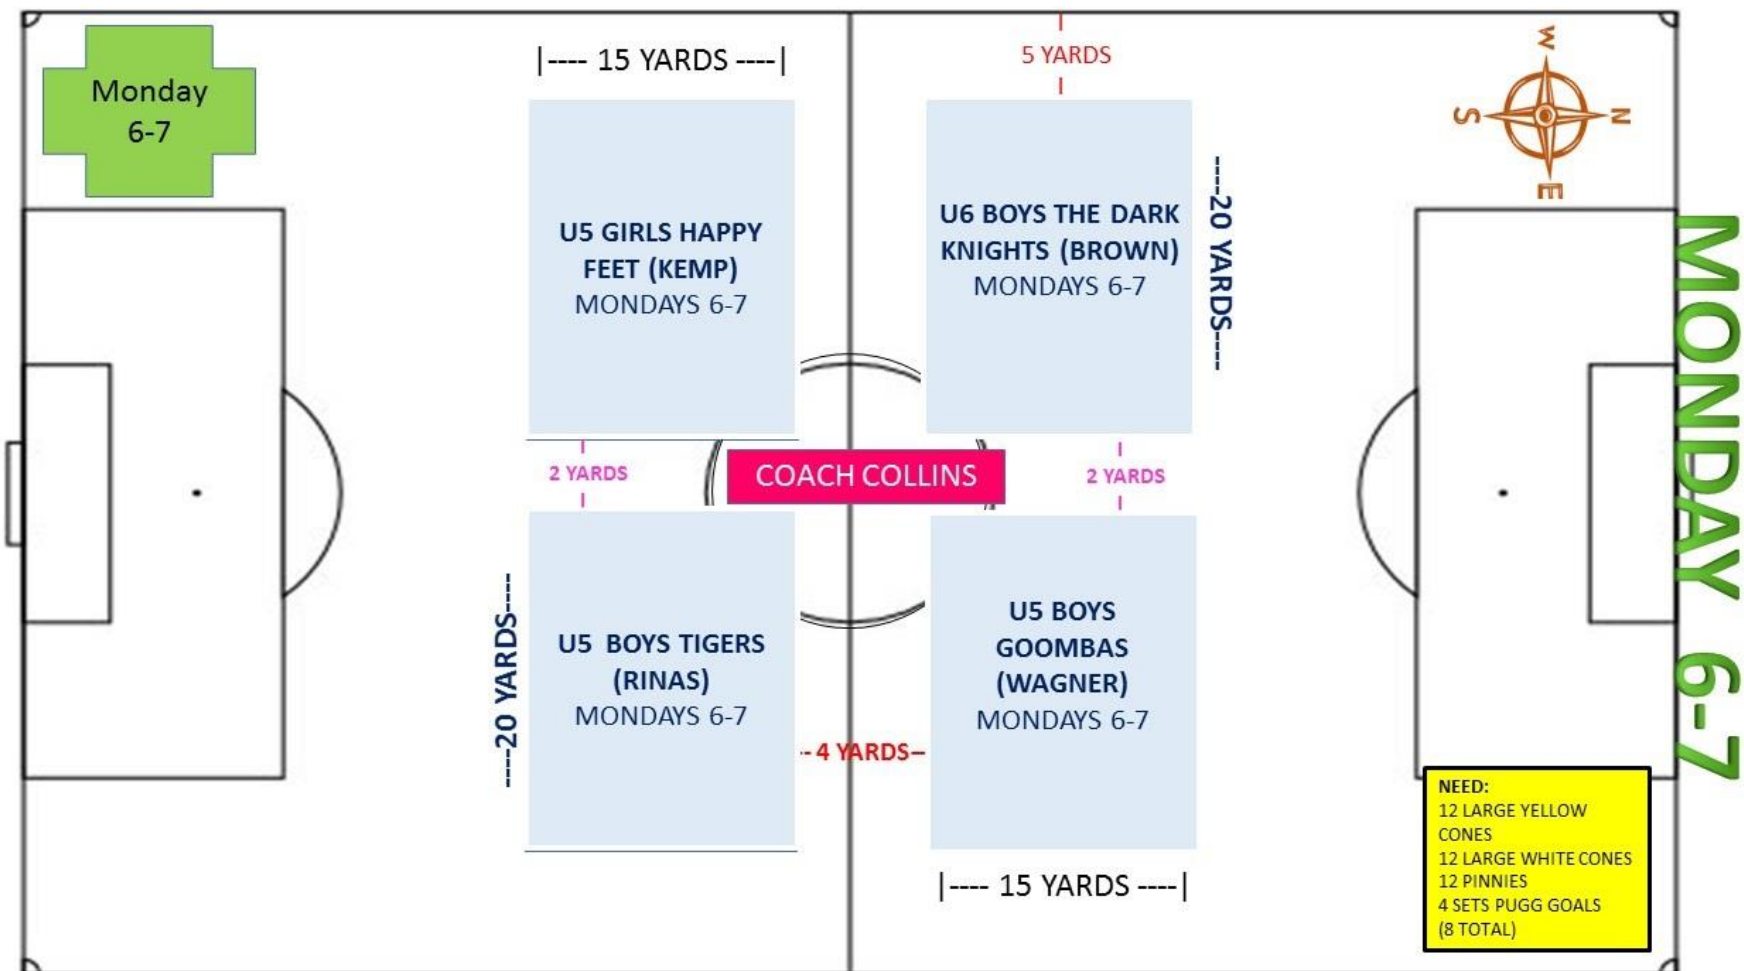 Monday
6-7
|---- 15 YARDS ----|
5 YARDS
W
N
S
E
U5 GIRLS HAPPY
FEET (KEMP)
MONDAYS 6-7
U6 BOYS THE DARK
KNIGHTS (BROWN)
MONDAYS 6-7
----20 YARDS----
MONDAY 6-7
2 YARDS
COACH COLLINS
2 YARDS
----20 YARDS----
U5 BOYS TIGERS
(RINAS)
MONDAYS 6-7
U5 BOYS
GOOMBAS
(WAGNER)
MONDAYS 6-7
-- 4 YARDS--
|---- 15 YARDS ----|
NEED:
12 LARGE YELLOW
CONES
12 LARGE WHITE CONES
12 PINNIES
4 SETS PUGG GOALS
(8 TOTAL)